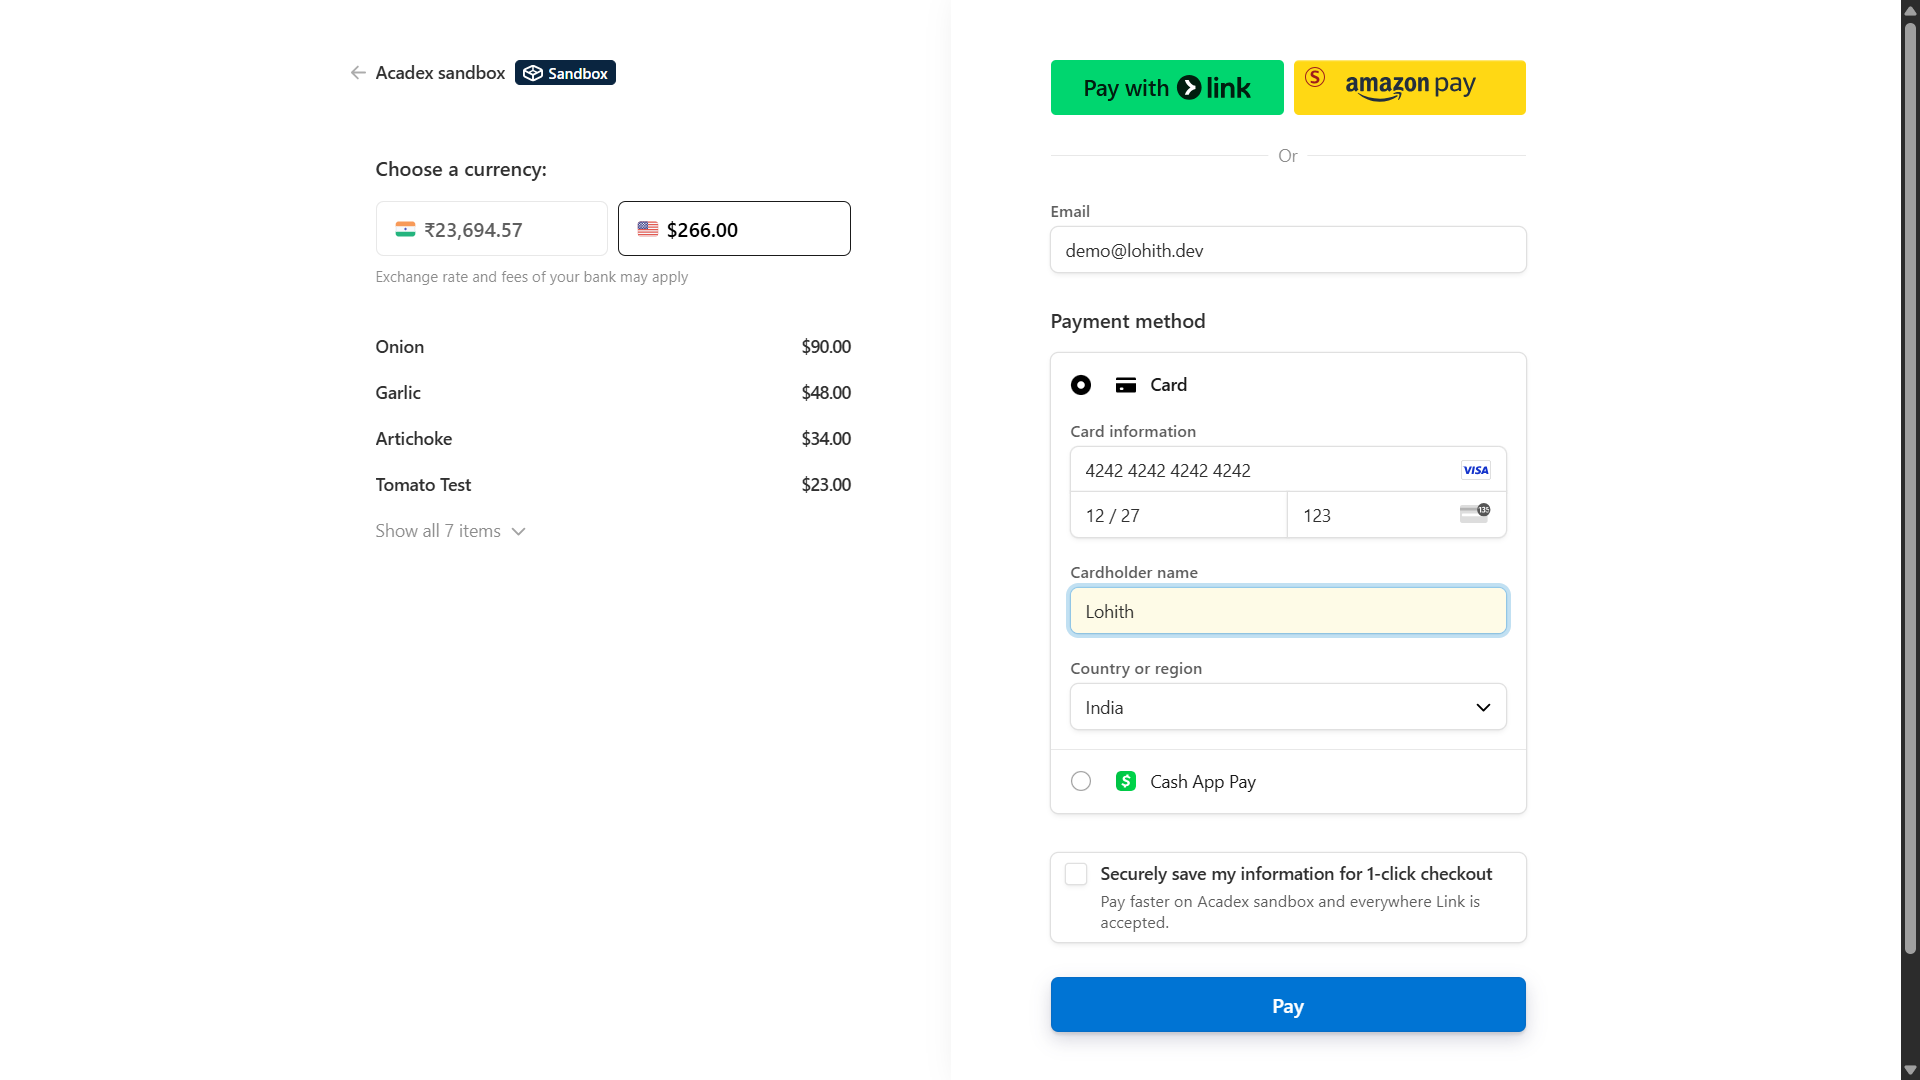 Acadex sandbox
Sandbox
Choose a currency:
₹23,694.57
$266.00
Exchange rate and fees of your bank may apply
Onion $90.00
Garlic $48.00
Artichoke $34.00
Tomato Test $23.00
Show all 7 items
Pay with link
S amazon pay
Or
Email
demo@lohith.dev
Payment method
Card
Card information
4242 4242 4242 4242 VISA
12 / 27
123
135
Cardholder name
Lohith
Country or region
India
$ Cash App Pay
Securely save my information for 1-click checkout
Pay faster on Acadex sandbox and everywhere Link is
accepted.
Pay